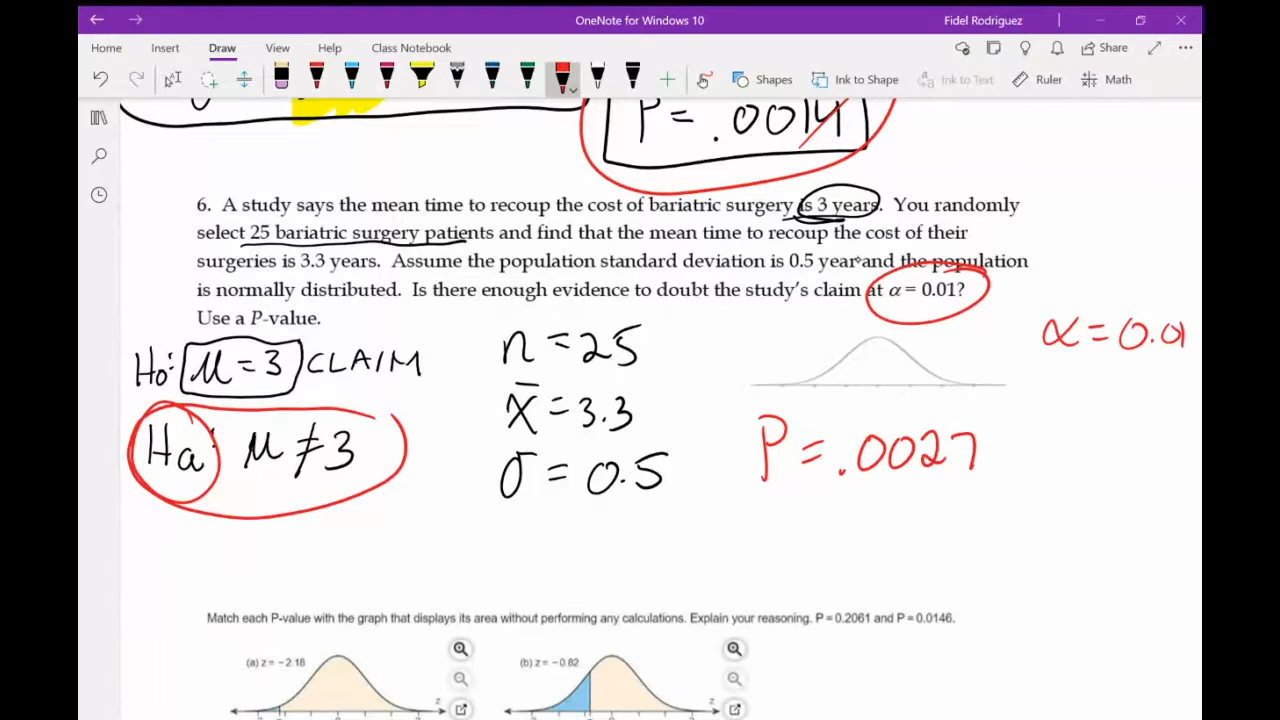 OneNote for Windows 10
Fidel Rodriguez
Home Insert Draw View Help Class Notebook
Share
Shapes Ink to Shape Ink to Text Ruler Math
P = .0014
6. A study says the mean time to recoup the cost of bariatric surgery is 3 years. You randomly
select 25 bariatric surgery patients and find that the mean time to recoup the cost of their
surgeries is 3.3 years. Assume the population standard deviation is 0.5 year and the population
is normally distributed. Is there enough evidence to doubt the study's claim at α = 0.01?
Use a P-value.
α = 0.01
Ho: μ = 3 CLAIM
Ha: μ ≠ 3
n = 25
x̄ = 3.3
σ = 0.5
P = .0027
Match each P-value with the graph that displays its area without performing any calculations. Explain your reasoning. P = 0.2061 and P = 0.0146.
(a) z = −2.18
(b) z = −0.82
z
z